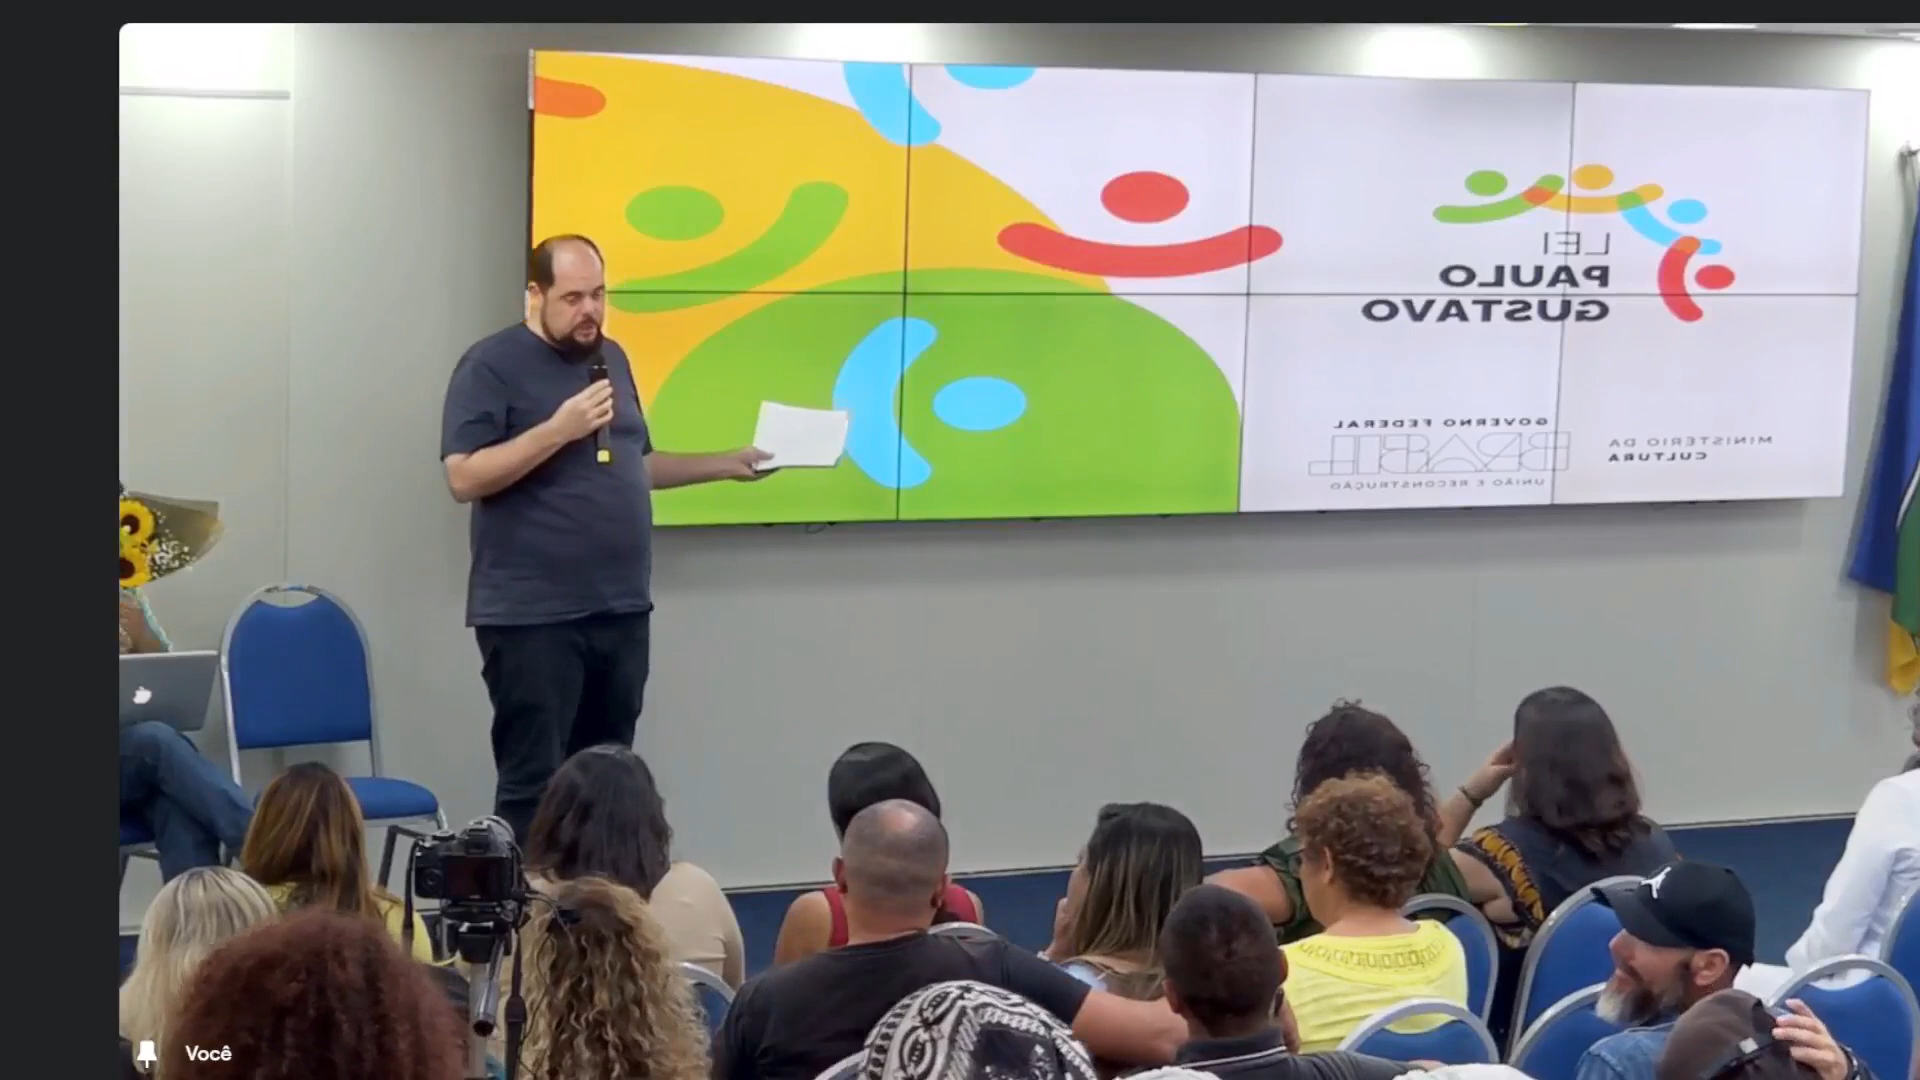 LEI
PAULO
GUSTAVO
GOVERNO FEDERAL
BRASIL
UNIÃO E RECONSTRUÇÃO
MINISTÉRIO DA
CULTURA
Você